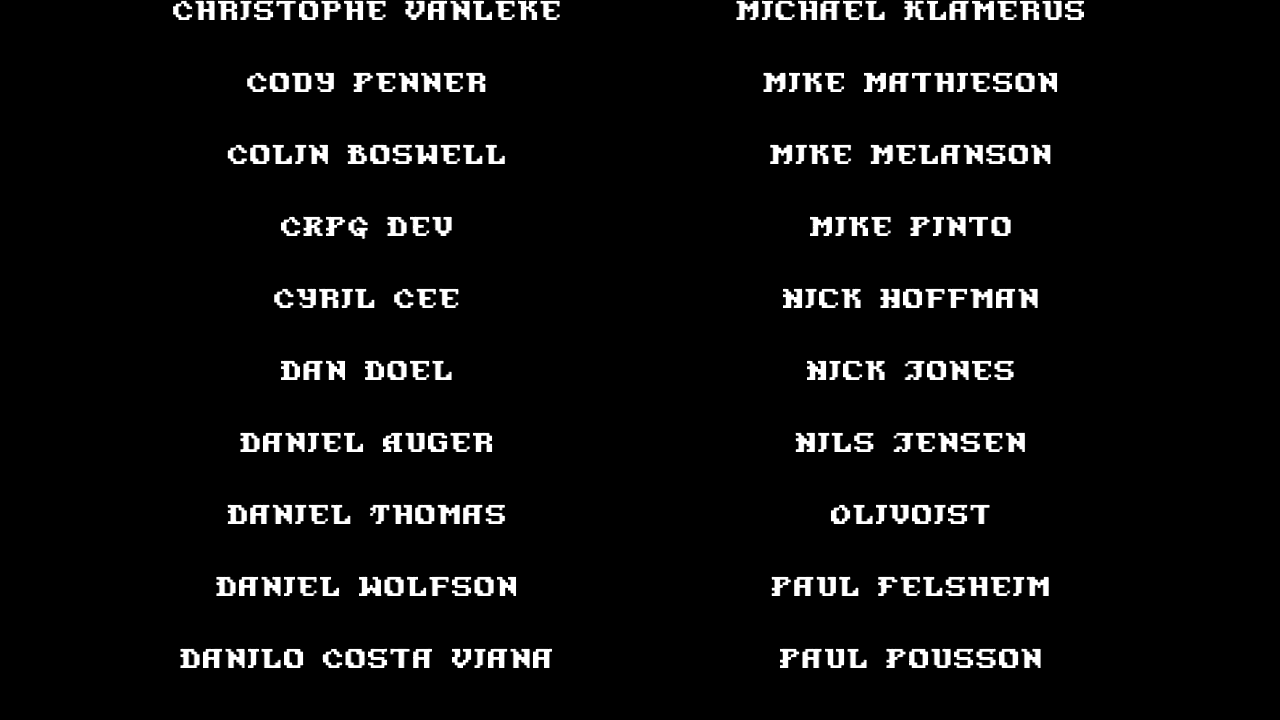 CHRISTOPHE VANLEKE
MICHAEL KLAMERUS
CODY PENNER
MIKE MATHIESON
COLIN BOSWELL
MIKE MELANSON
CRPG DEV
MIKE PINTO
CYRIL CEE
NICK HOFFMAN
DAN DOEL
NICK JONES
DANIEL AUGER
NILS JENSEN
DANIEL THOMAS
OLIVOIST
DANIEL WOLFSON
PAUL FELSHEIM
DANILO COSTA VIANA
PAUL POUSSON